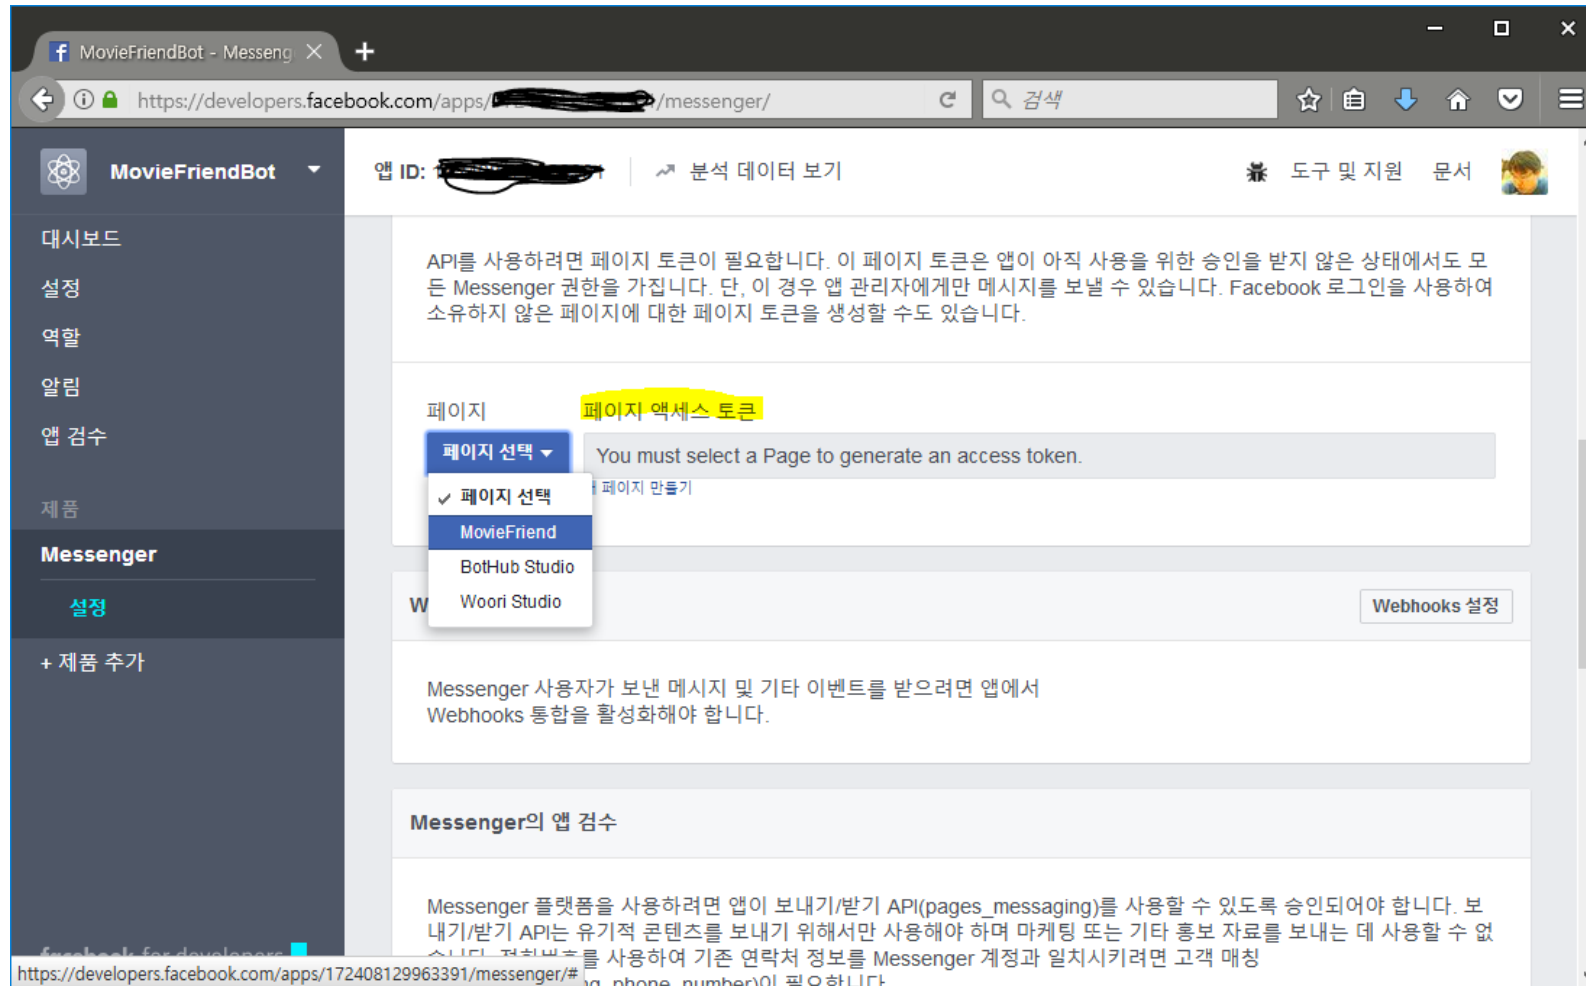 MovieFriendBot - Messeng
https://developers.facebook.com/apps/ /messenger/
검색
MovieFriendBot
앱 ID:
분석 데이터 보기
도구 및 지원
문서
대시보드
설정
역할
알림
앱 검수
제품
Messenger
설정
+ 제품 추가
API를 사용하려면 페이지 토큰이 필요합니다. 이 페이지 토큰은 앱이 아직 사용을 위한 승인을 받지 않은 상태에서도 모
든 Messenger 권한을 가집니다. 단, 이 경우 앱 관리자에게만 메시지를 보낼 수 있습니다. Facebook 로그인을 사용하여
소유하지 않은 페이지에 대한 페이지 토큰을 생성할 수도 있습니다.
페이지
페이지 액세스 토큰
페이지 선택
You must select a Page to generate an access token.
페이지 만들기
페이지 선택
MovieFriend
BotHub Studio
Woori Studio
W
Webhooks 설정
Messenger 사용자가 보낸 메시지 및 기타 이벤트를 받으려면 앱에서
Webhooks 통합을 활성화해야 합니다.
Messenger의 앱 검수
Messenger 플랫폼을 사용하려면 앱이 보내기/받기 API(pages_messaging)를 사용할 수 있도록 승인되어야 합니다. 보
내기/받기 API는 유기적 콘텐츠를 보내기 위해서만 사용해야 하며 마케팅 또는 기타 홍보 자료를 보내는 데 사용할 수 없
습니다. 전화번호를 사용하여 기존 연락처 정보를 Messenger 계정과 일치시키려면 고객 매칭
phone_number)이 필요합니다
facebook for developers
https://developers.facebook.com/apps/172408129963391/messenger/#